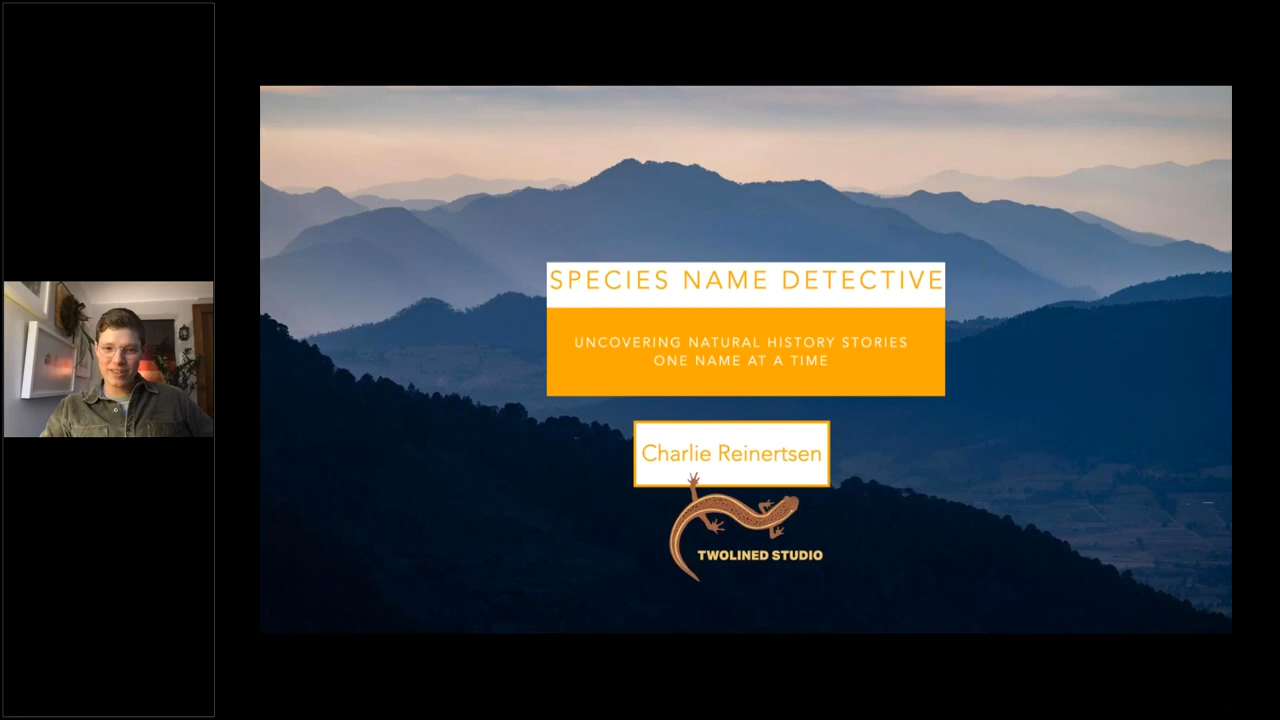 SPECIES NAME DETECTIVE
UNCOVERING NATURAL HISTORY STORIES
ONE NAME AT A TIME
Charlie Reinertsen
TWOLINED STUDIO